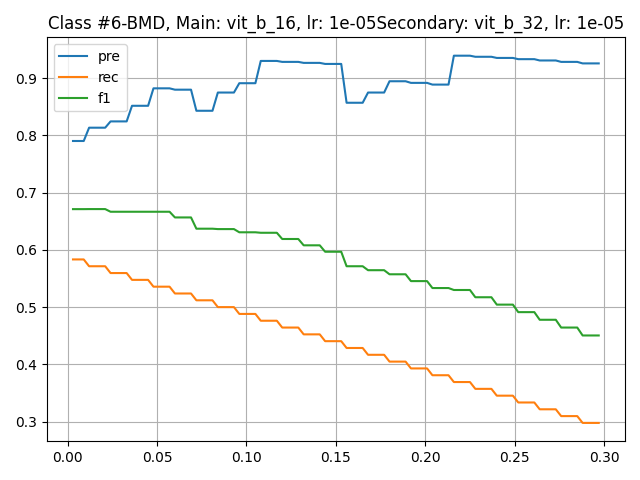 Class #6-BMD, Main: vit_b_16, lr: 1e-05Secondary: vit_b_32, lr: 1e-05
pre
rec
f1
0.9
0.8
0.7
0.6
0.5
0.4
0.3
0.00 0.05 0.10 0.15 0.20 0.25 0.30